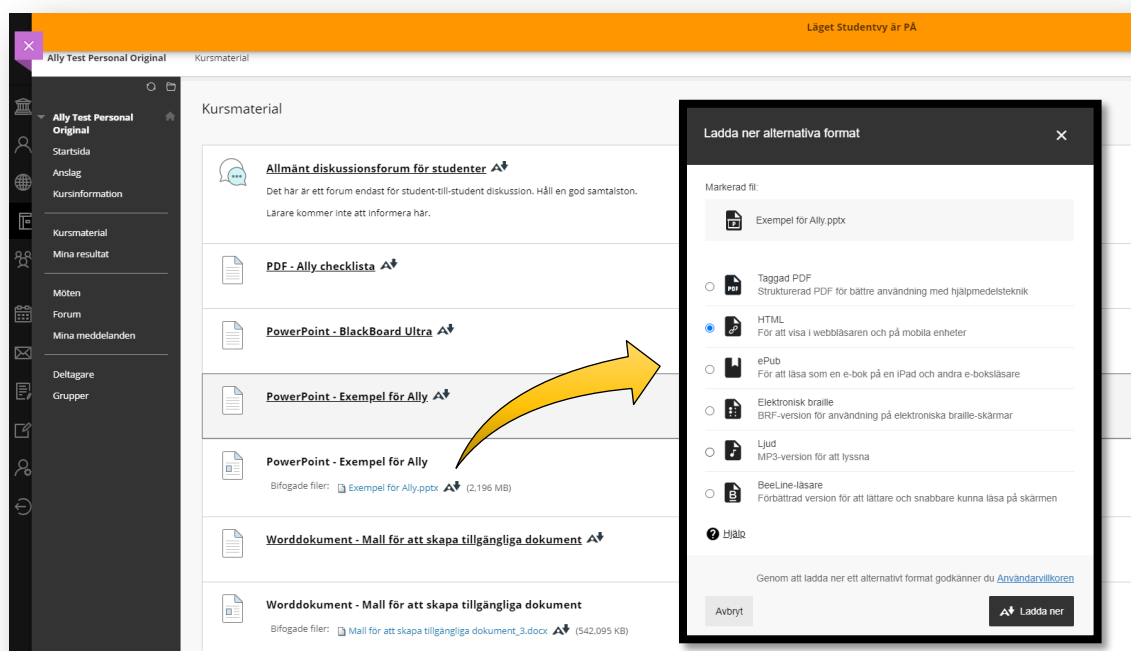 Läget Studentvy är PÅ
Ally Test Personal Original
Kursmaterial
Ally Test Personal
Original
Startsida
Anslag
Kursinformation
Kursmaterial
Mina resultat
Möten
Forum
Mina meddelanden
Deltagare
Grupper
Kursmaterial
Allmänt diskussionsforum för studenter
Det här är ett forum endast för student-till-student diskussion. Håll en god samtalston.
Lärare kommer inte att informera här.
PDF - Ally checklista
PowerPoint - BlackBoard Ultra
PowerPoint - Exempel för Ally
PowerPoint - Exempel för Ally
Bifogade filer: Exempel för Ally.pptx (2,196 MB)
Worddokument - Mall för att skapa tillgängliga dokument
Worddokument - Mall för att skapa tillgängliga dokument
Bifogade filer: Mall för att skapa tillgängliga dokument_3.docx (542,095 KB)
Ladda ner alternativa format
Markerad fil:
Exempel för Ally.pptx
Taggad PDF
Strukturerad PDF för bättre användning med hjälpmedelsteknik
HTML
För att visa i webbläsaren och på mobila enheter
ePub
För att läsa som en e-bok på en iPad och andra e-boksläsare
Elektronisk braille
BRF-version för användning på elektroniska braille-skärmar
Ljud
MP3-version för att lyssna
BeeLine-läsare
Förbättrad version för att lättare och snabbare kunna läsa på skärmen
Hjälp
Genom att ladda ner ett alternativt format godkänner du Användarvillkoren
Avbryt
Ladda ner